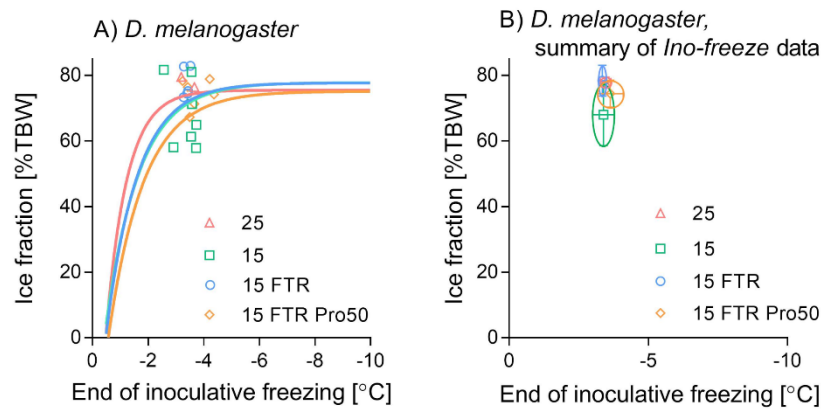 A) D. melanogaster
Ice fraction [%TBW]
80
60
40
20
0
25
15
15 FTR
15 FTR Pro50
0 -2 -4 -6 -8 -10
End of inoculative freezing [°C]
B) D. melanogaster,
summary of Ino-freeze data
Ice fraction [%TBW]
80
60
40
20
0
25
15
15 FTR
15 FTR Pro50
0 -5 -10
End of inoculative freezing [°C]